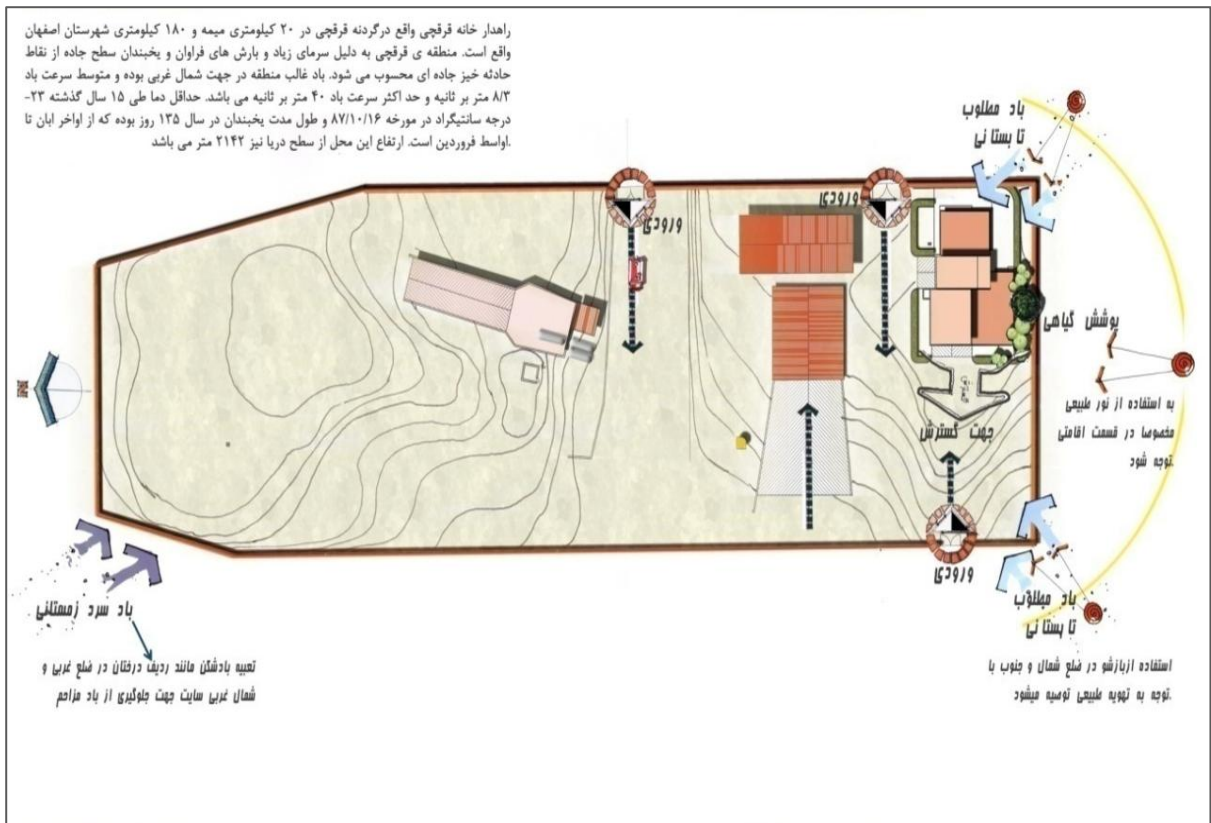 راهدار خانه قرقچی واقع درگردنه قرقچی در ۲۰ کیلومتری میمه و ۱۸۰ کیلومتری شهرستان اصفهان
واقع است. منطقه ی قرقچی به دلیل سرمای زیاد و بارش های فراوان و یخبندان سطح جاده از نقاط
حادثه خیز جاده ای محسوب می شود. باد غالب منطقه در جهت شمال غربی بوده و متوسط سرعت باد
۸/۳ متر بر ثانیه و حد اکثر سرعت باد ۴۰ متر بر ثانیه می باشد. حداقل دما طی ۱۵ سال گذشته ۲۳-
درجه سانتیگراد در مورخه ۸۷/۱۰/۱۶ و طول مدت یخبندان در سال ۱۳۵ روز بوده که از اواخر ابان تا
.اواسط فروردین است. ارتفاع این محل از سطح دریا نیز ۲۱۴۲ متر می باشد
باد مطلوب
تا بستا نی
ورودی
ورودی
پوشش گیاهی
به استفاده از نور طبیعی
مخصوصا در قسمت اقامتی
.توجه شود
جهت گسترش
ورودی
باد مطلوب
تا بستا نی
استفاده ازبازشو در ضلع شمال و جنوب با
.توجه به تهویه طبیعی توصیه میشود
باد سرد زمستانی
تعبیه بادشکن مانند ردیف درختان در ضلع غربی و
شمال غربی سایت جهت جلوگیری از باد مزاحم
N